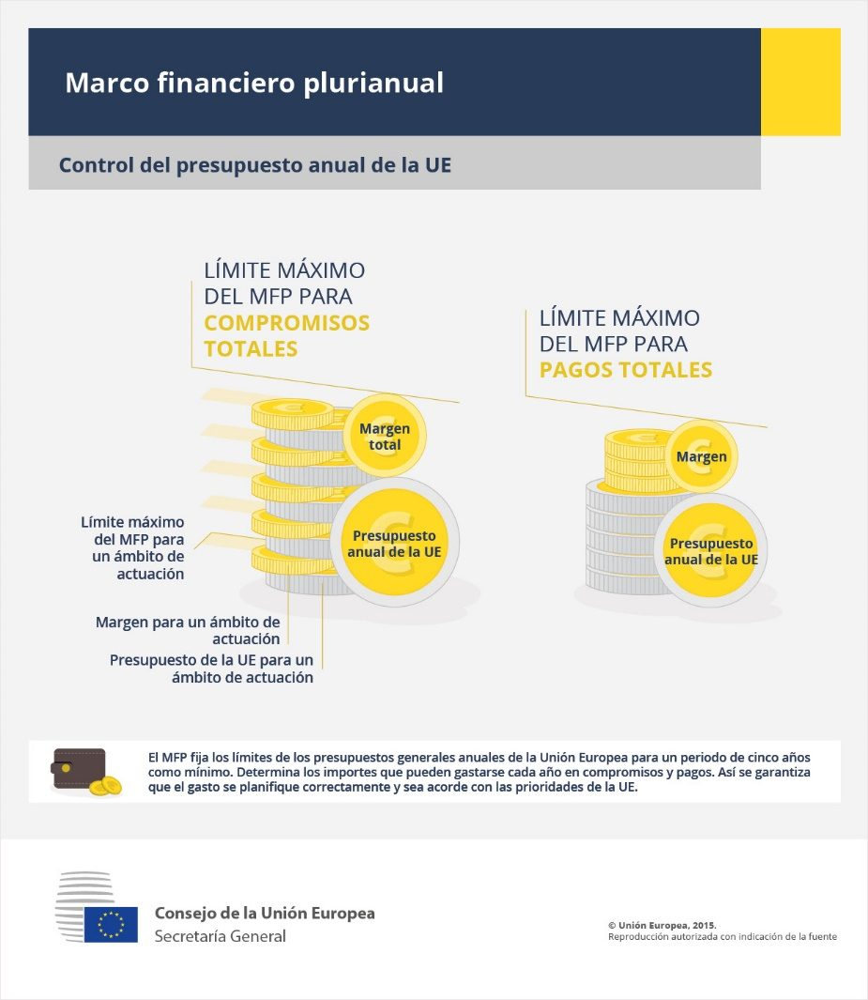 Marco financiero plurianual
Control del presupuesto anual de la UE
LÍMITE MÁXIMO
DEL MFP PARA
COMPROMISOS
TOTALES
LÍMITE MÁXIMO
DEL MFP PARA
PAGOS TOTALES
Margen
total
Margen
Presupuesto
anual de la UE
Presupuesto
anual de la UE
Límite máximo
del MFP para
un ámbito de
actuación
Margen para un ámbito de
actuación
Presupuesto de la UE para un
ámbito de actuación
El MFP fija los límites de los presupuestos generales anuales de la Unión Europea para un periodo de cinco años
como mínimo. Determina los importes que pueden gastarse cada año en compromisos y pagos. Así se garantiza
que el gasto se planifique correctamente y sea acorde con las prioridades de la UE.
Consejo de la Unión Europea
Secretaría General
© Unión Europea, 2015.
Reproducción autorizada con indicación de la fuente